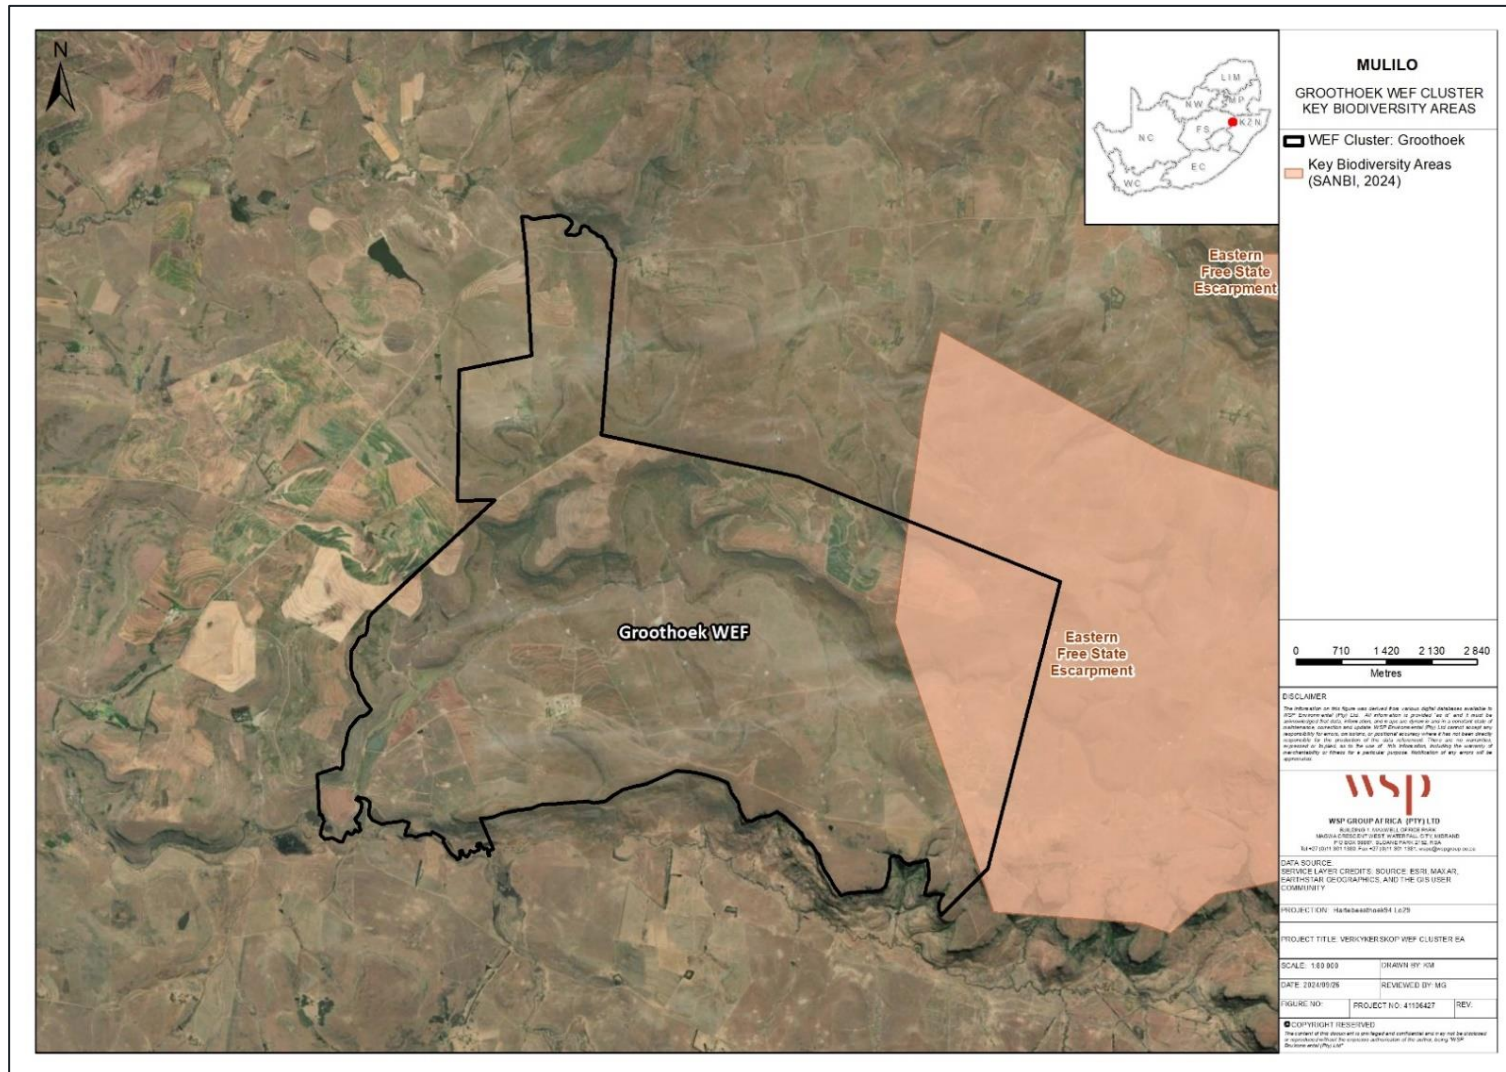 N
LIM
NW
MP
NC
FS
KZN
EC
WC
Eastern
Free State
Escarpment
Groothoek WEF
Eastern
Free State
Escarpment
MULILO
GROOTHOEK WEF CLUSTER
KEY BIODIVERSITY AREAS
WEF Cluster: Groothoek
Key Biodiversity Areas
(SANBI, 2024)
0 710 1 420 2 130 2 840
Metres
DISCLAIMER
wsp
WSP GROUP AFRICA (PTY) LTD
DATA SOURCE:
SERVICE LAYER CREDITS: SOURCE: ESRI, MAXAR,
EARTHSTAR GEOGRAPHICS, AND THE GIS USER
COMMUNITY
PROJECTION: Hartebeesthoek94 Lo29
PROJECT TITLE: VERKYKERSKOP WEF CLUSTER EA
SCALE: DRAWN BY: KM
DATE: 2024/09/26 REVIEWED BY: MG
FIGURE NO: PROJECT NO: 41106427 REV:
© COPYRIGHT RESERVED